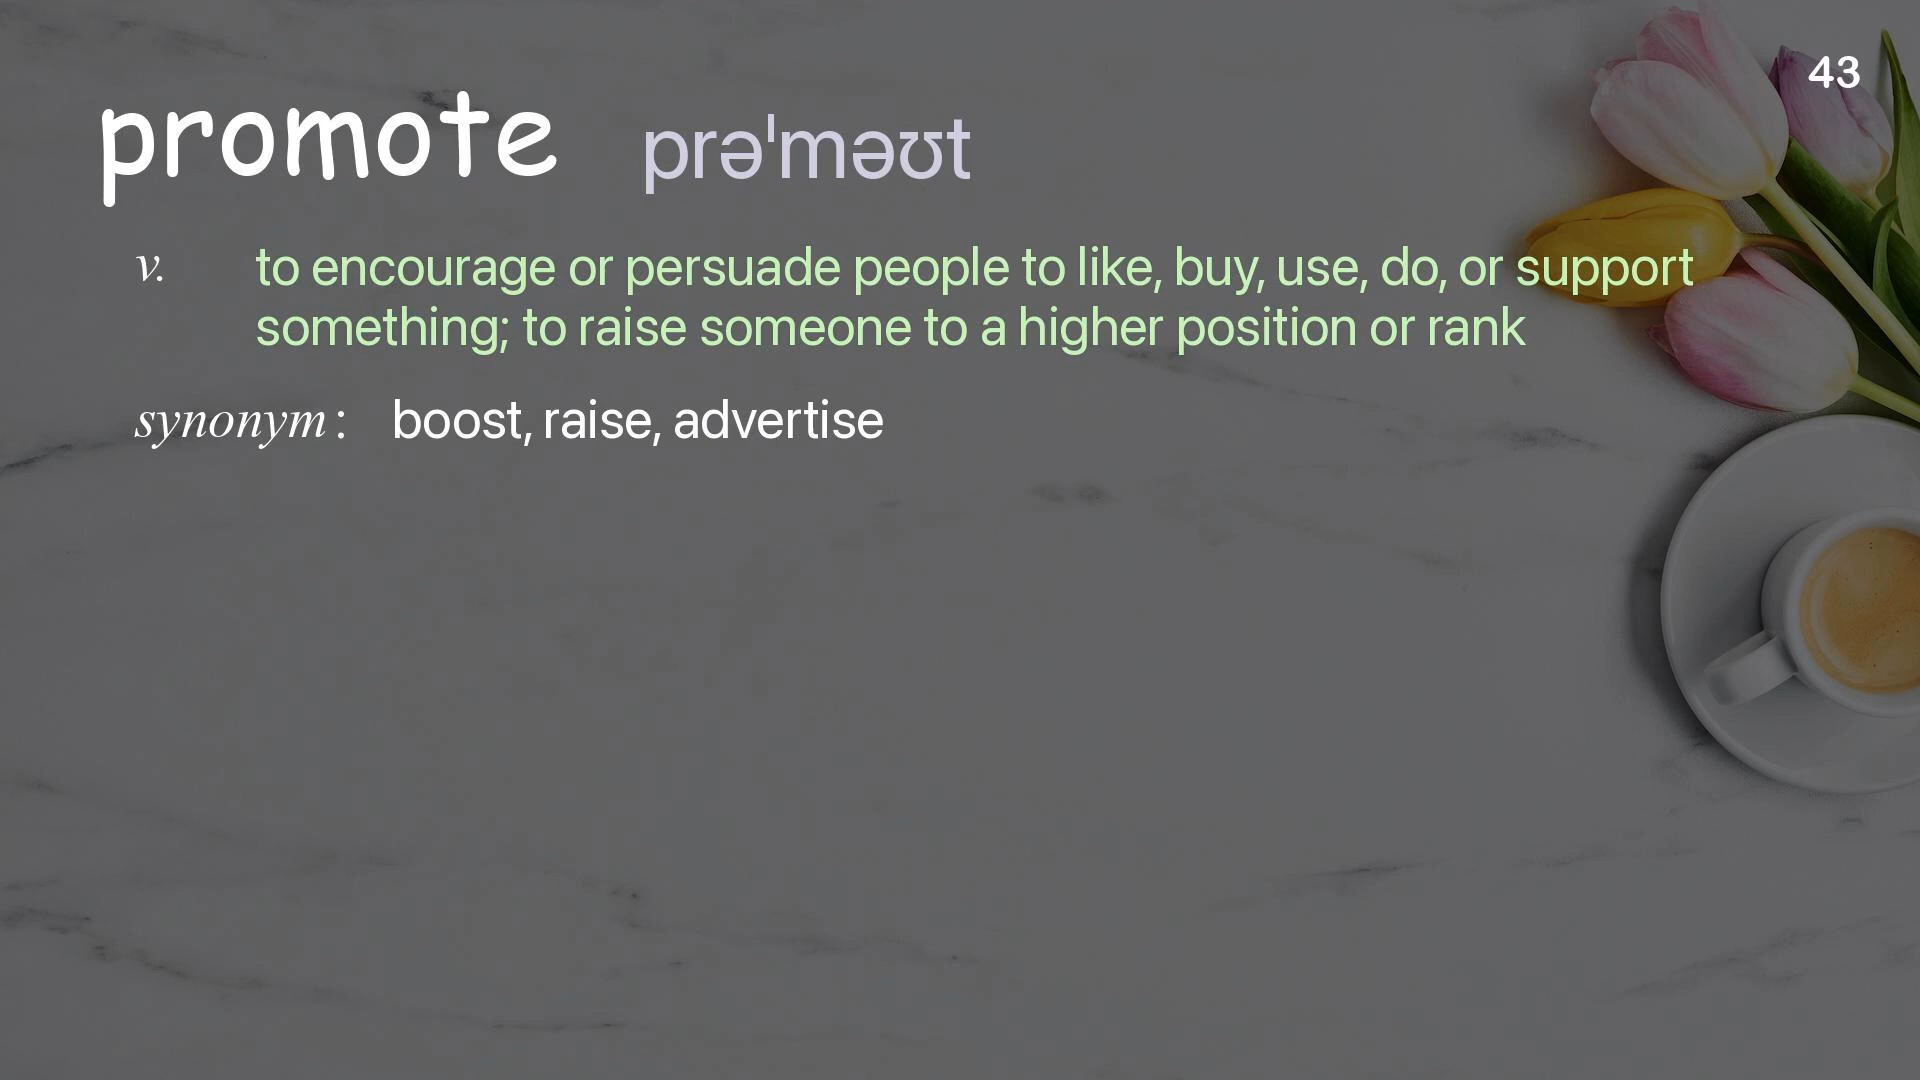 43
promote prəˈməʊt
v. to encourage or persuade people to like, buy, use, do, or support
something; to raise someone to a higher position or rank
synonym : boost, raise, advertise